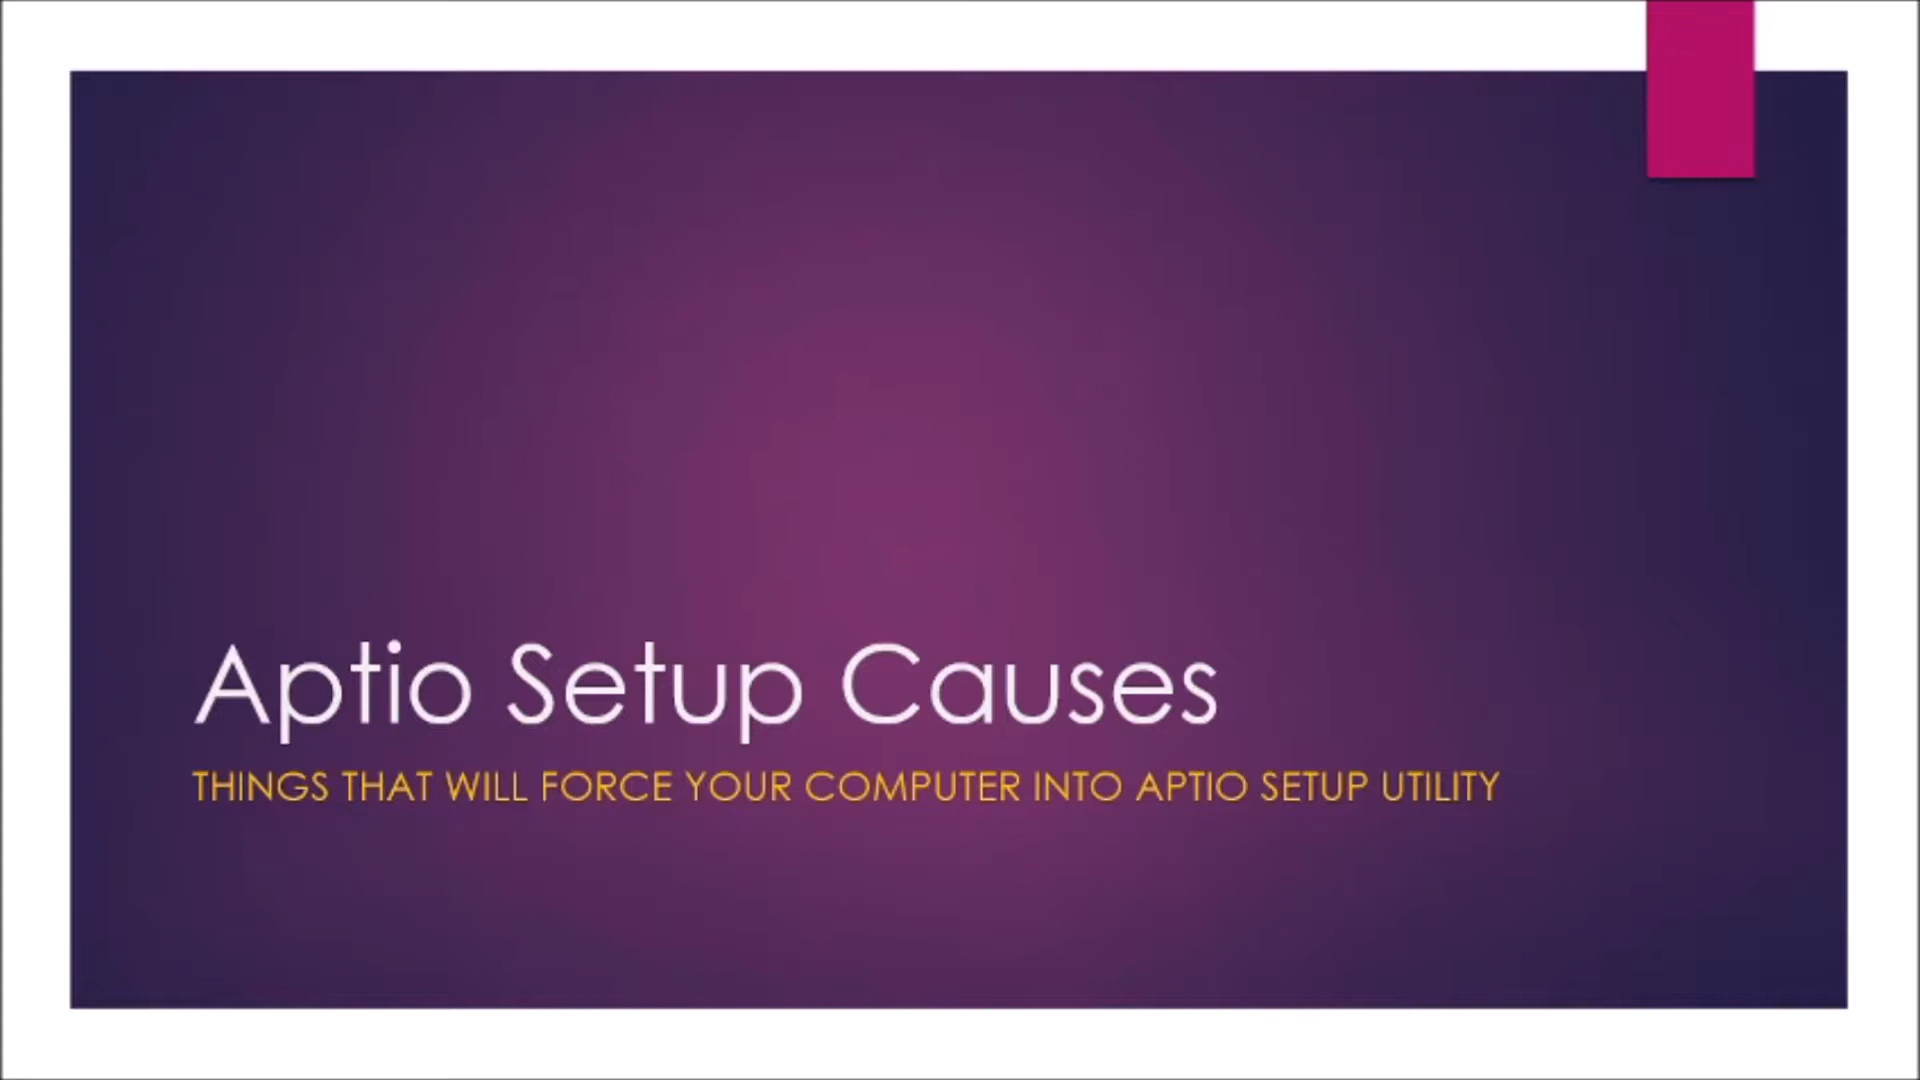 Aptio Setup Causes
THINGS THAT WILL FORCE YOUR COMPUTER INTO APTIO SETUP UTILITY